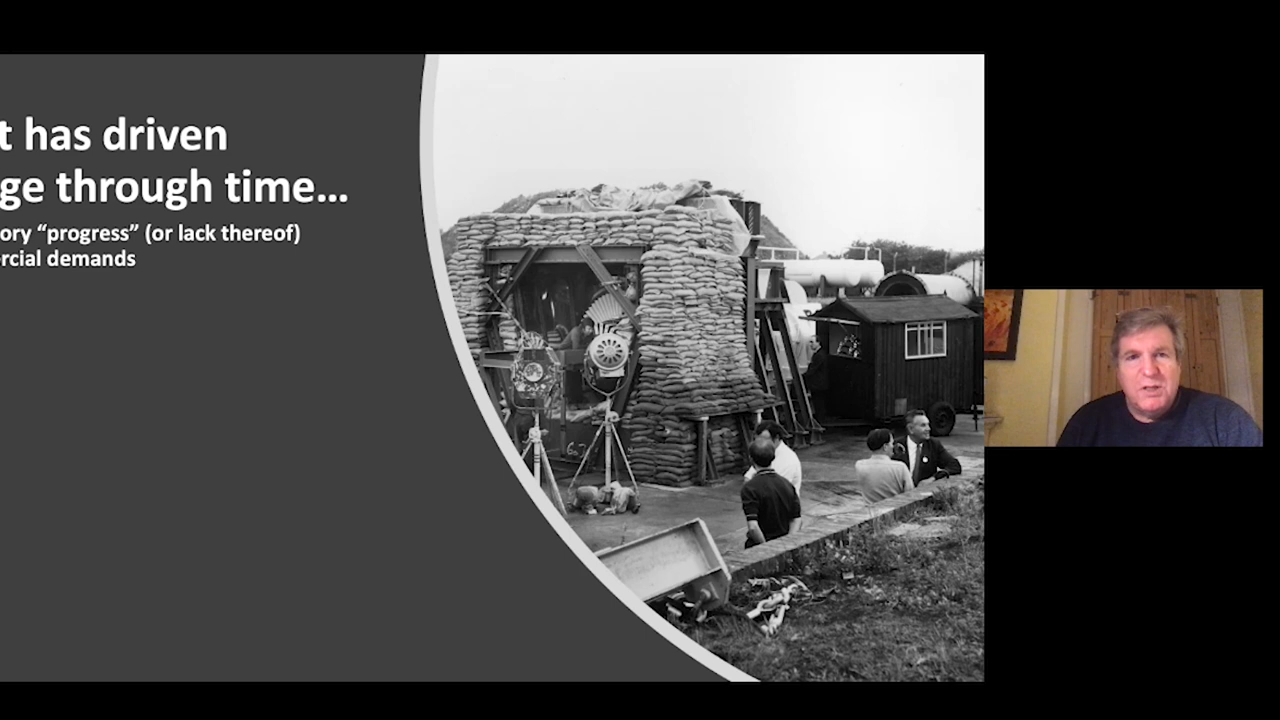 t has driven
ge through time...
ory “progress” (or lack thereof)
rcial demands